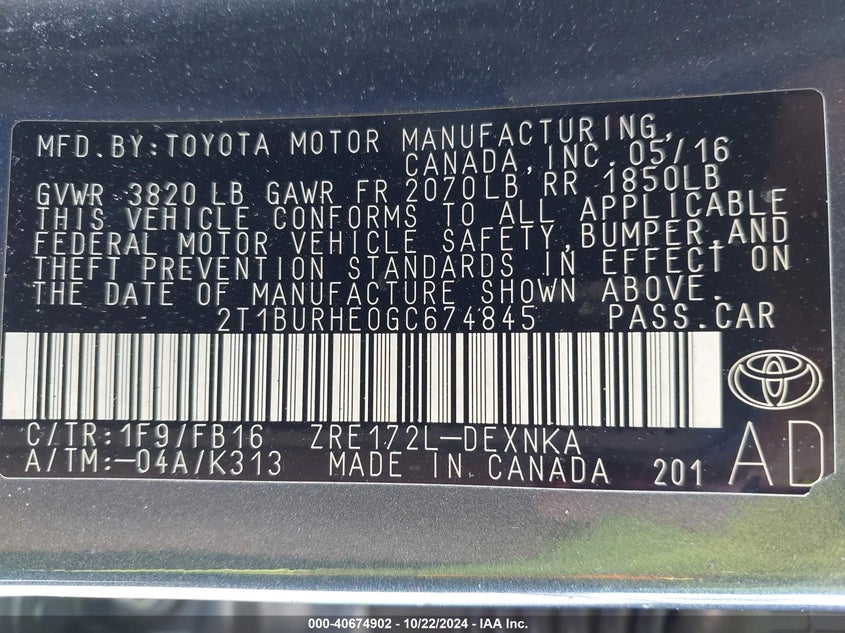 MFD.BY:TOYOTA MOTOR MANUFACTURING,
CANADA,INC.05/16
GVWR 3820 LB GAWR FR 2070LB RR 1850LB
THIS VEHICLE CONFORMS TO ALL APPLICABLE
FEDERAL MOTOR VEHICLE SAFETY,BUMPER,AND
THEFT PREVENTION STANDARDS IN EFFECT ON
THE DATE OF MANUFACTURE SHOWN ABOVE.
2T1BURHE0GC674845 PASS.CAR
C/TR:1F9/FB16 ZRE172L-DEXNKA
A/TM:-04A/K313 MADE IN CANADA 201 AD
000-40674902 / 10/22/2024 - IAA Inc.